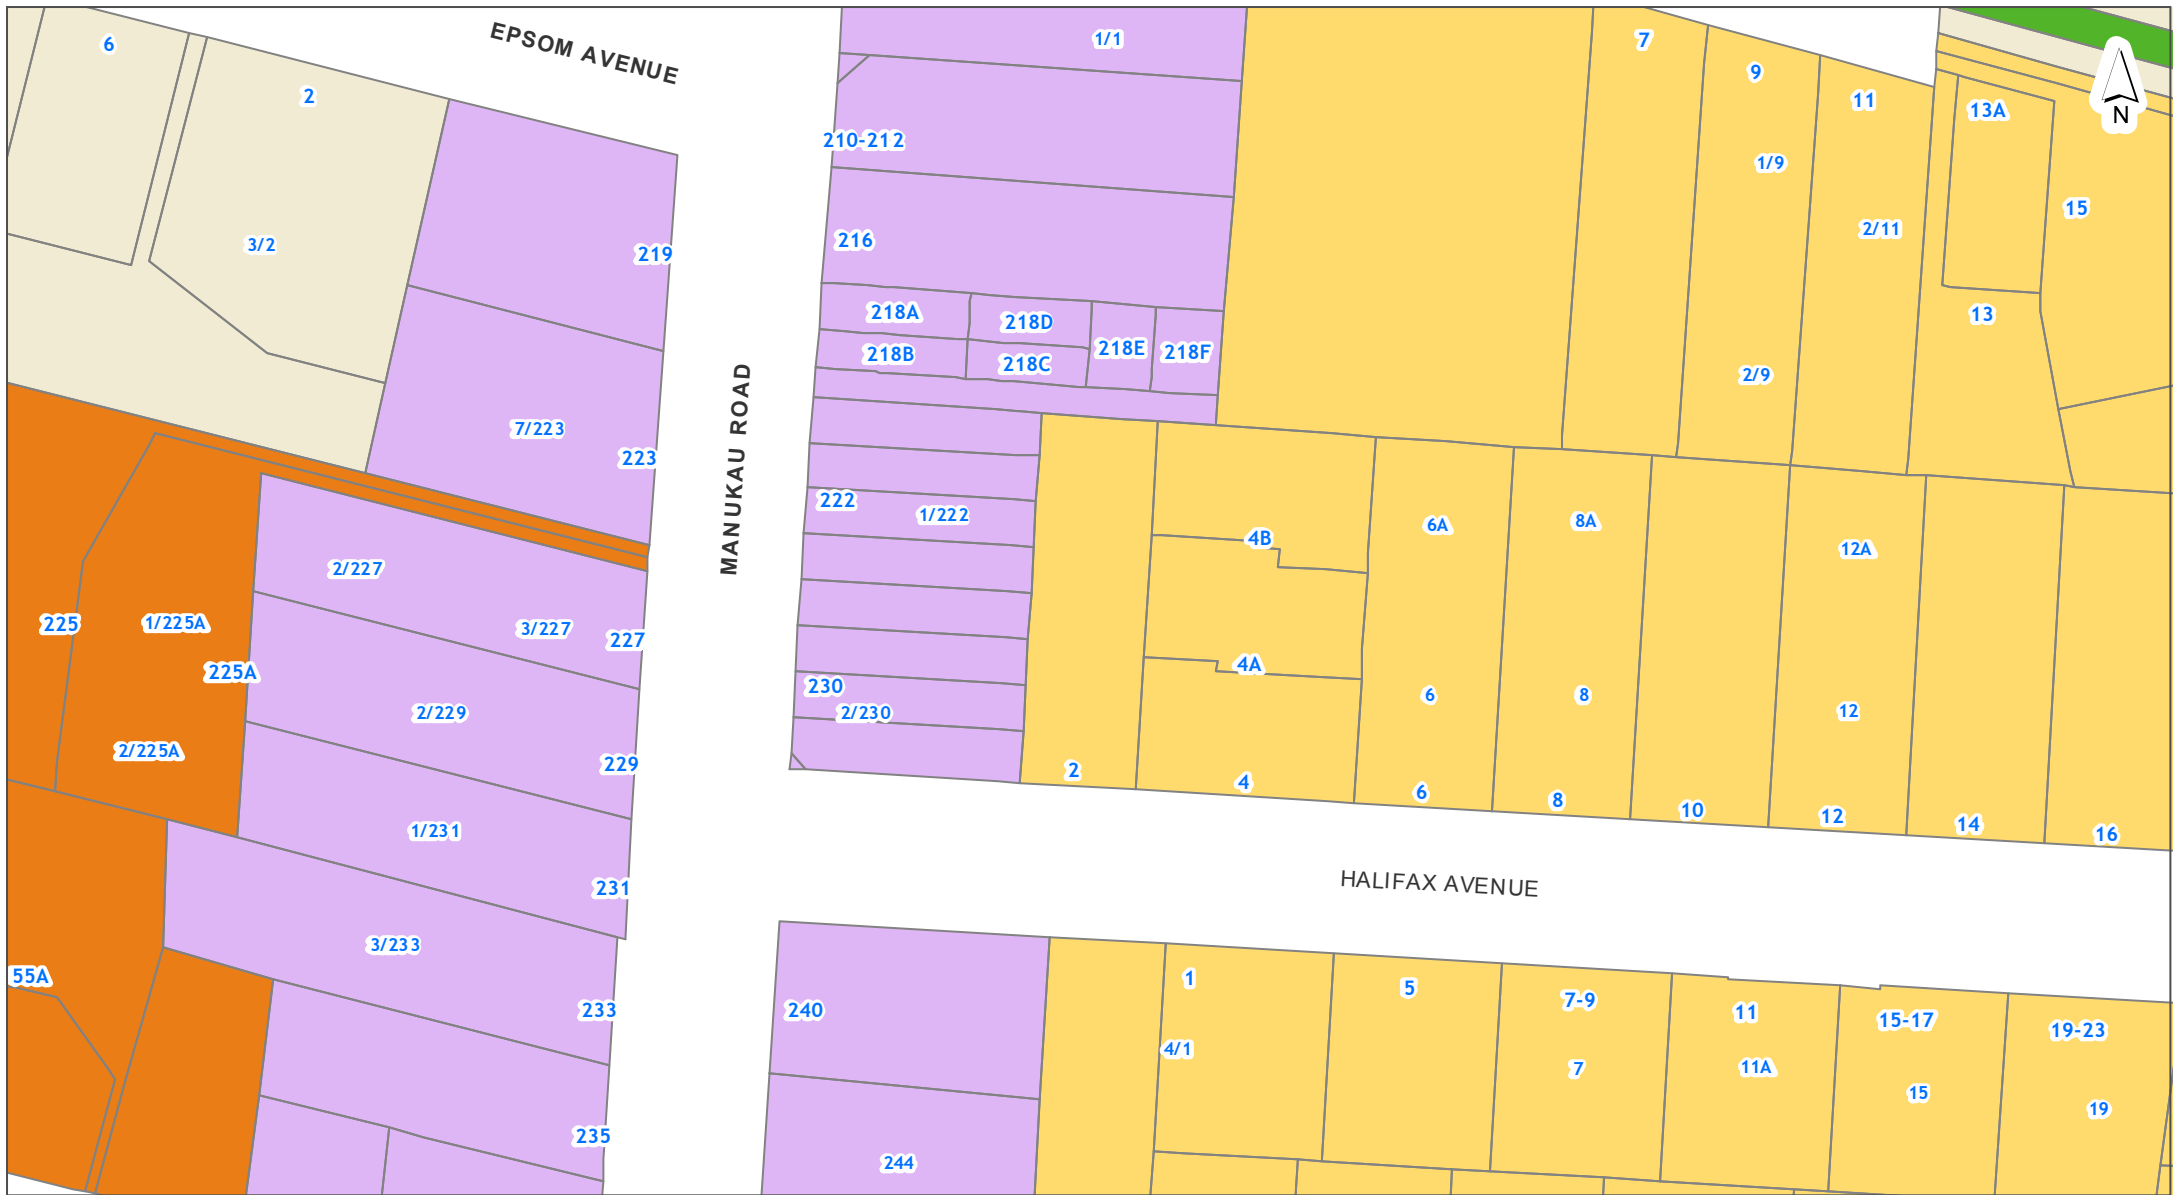 EPSOM AVENUE
6
2
1/1
7
9
11
13A
N
210-212
1/9
15
3/2
219
216
2/11
218A
218D
13
218B
218C
218E
218F
2/9
7/223
223
MANUKAU ROAD
222
1/222
4B
6A
8A
12A
2/227
3/227
227
225
1/225A
225A
2/225A
2/229
229
230
2/230
4A
6
8
12
2
4
6
8
10
12
14
16
1/231
231
HALIFAX AVENUE
3/233
233
55A
240
1
5
7-9
11
15-17
19-23
4/1
7
11A
15
19
235
244